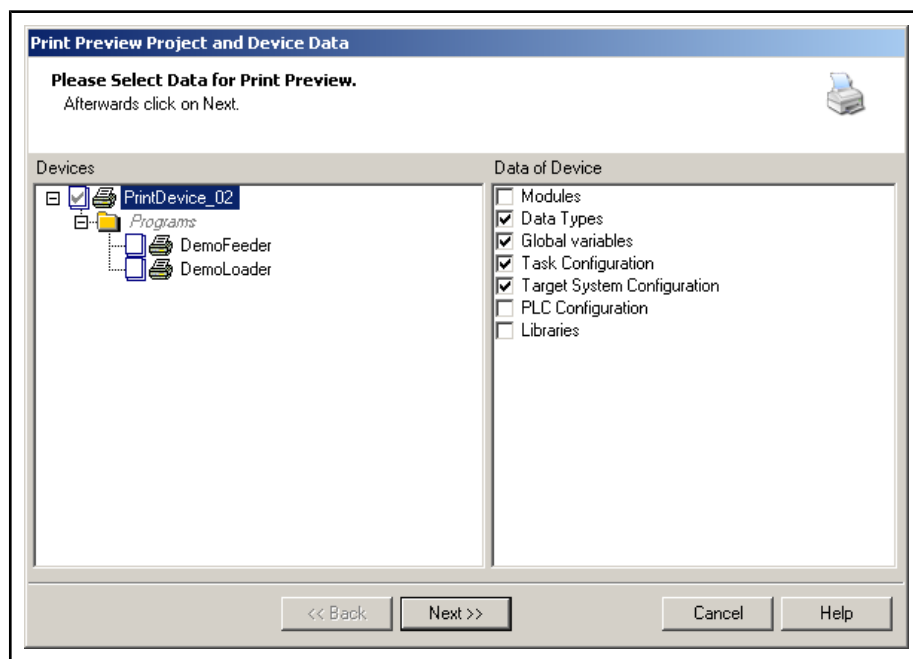 Print Preview Project and Device Data
Please Select Data for Print Preview.
Afterwards click on Next.
Devices
PrintDevice_02
Programs
DemoFeeder
DemoLoader
Data of Device
Modules
Data Types
Global variables
Task Configuration
Target System Configuration
PLC Configuration
Libraries
<< Back
Next >>
Cancel
Help